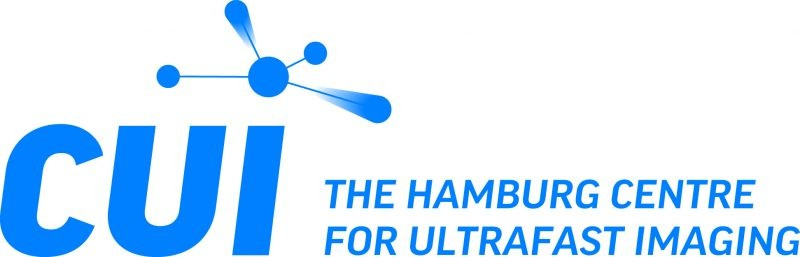 CUI
THE HAMBURG CENTRE
FOR ULTRAFAST IMAGING